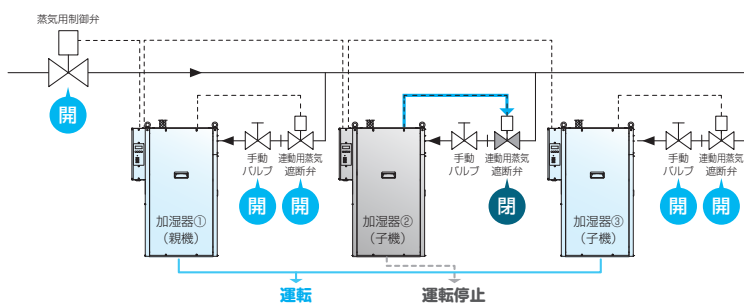 蒸気用制御弁
開
手動
バルブ
連動用蒸気
遮断弁
開
開
加湿器①
（親機）
手動
バルブ
連動用蒸気
遮断弁
閉
加湿器②
（子機）
手動
バルブ
連動用蒸気
遮断弁
開
開
加湿器③
（子機）
運転
運転停止